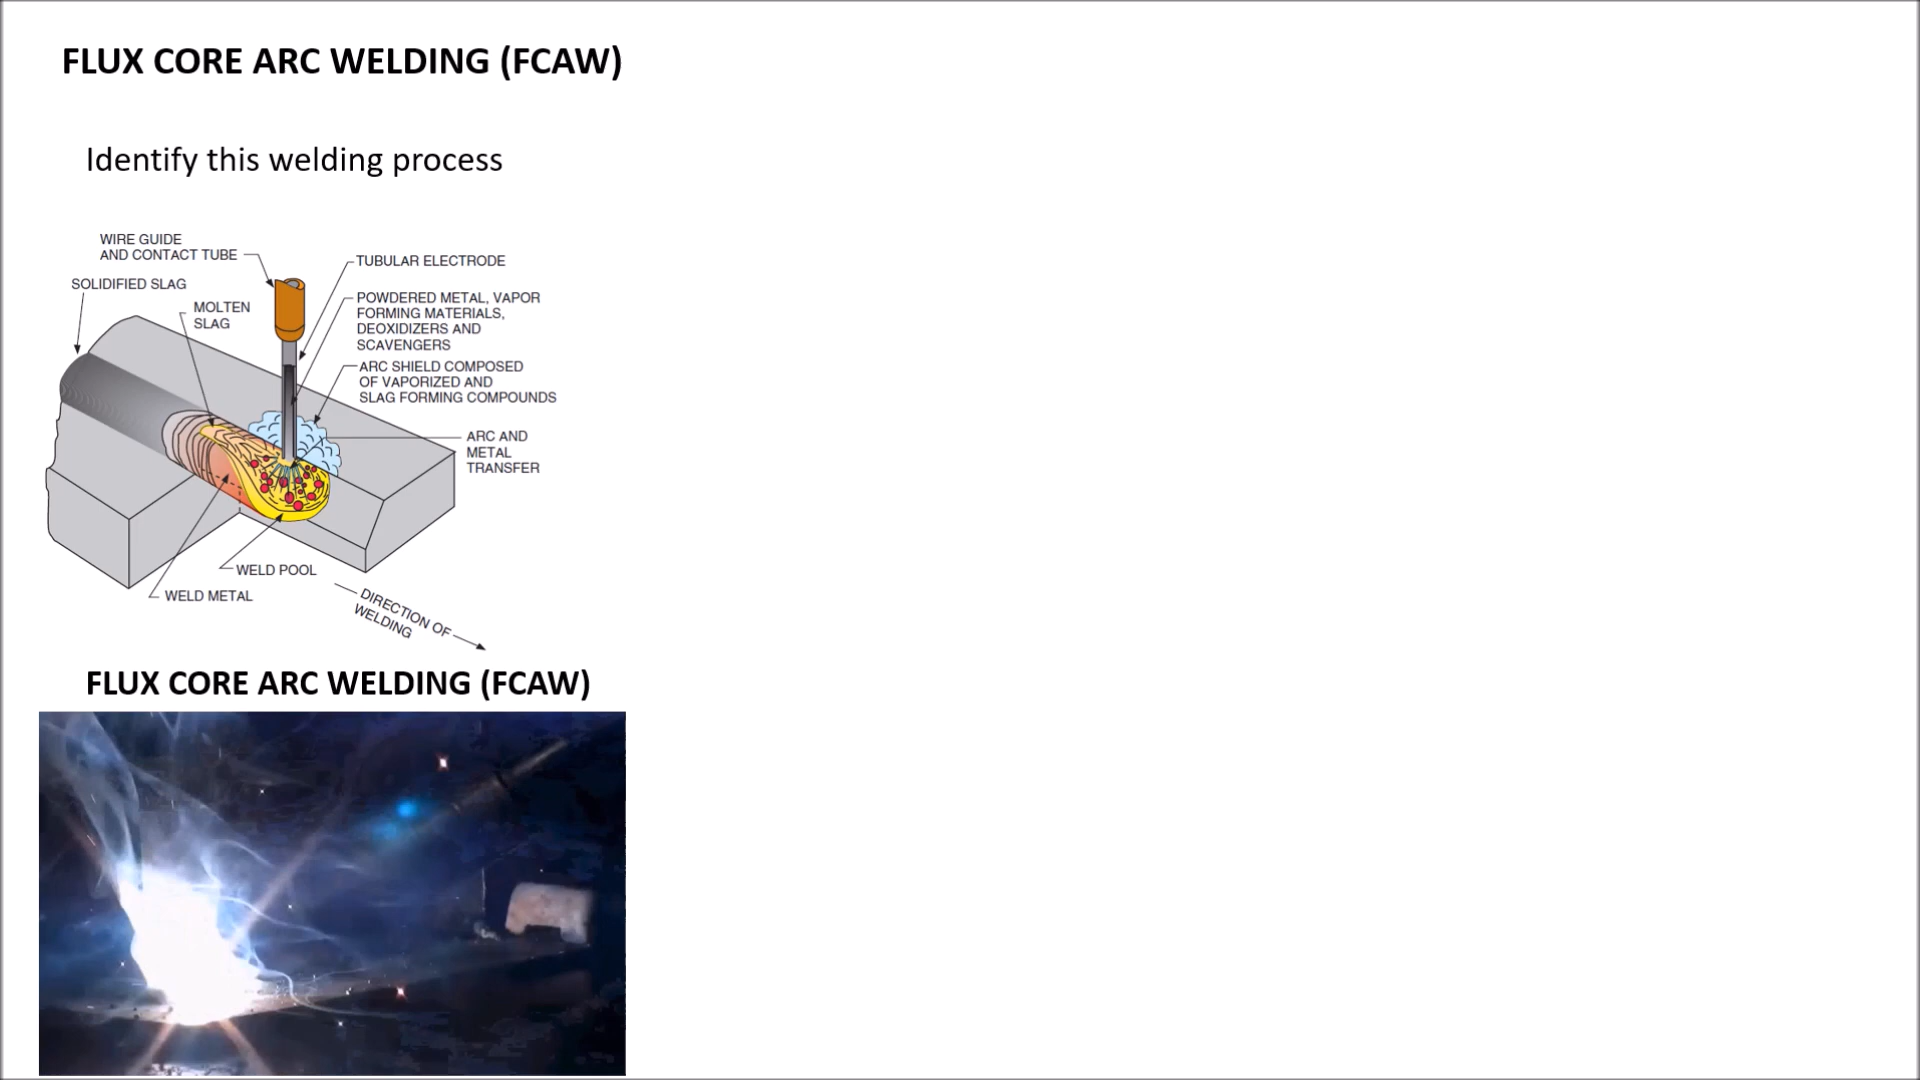 FLUX CORE ARC WELDING (FCAW)
Identify this welding process
WIRE GUIDE
AND CONTACT TUBE
SOLIDIFIED SLAG
MOLTEN
SLAG
TUBULAR ELECTRODE
POWDERED METAL, VAPOR
FORMING MATERIALS,
DEOXIDIZERS AND
SCAVENGERS
ARC SHIELD COMPOSED
OF VAPORIZED AND
SLAG FORMING COMPOUNDS
ARC AND
METAL
TRANSFER
WELD POOL
WELD METAL
DIRECTION OF
WELDING
FLUX CORE ARC WELDING (FCAW)